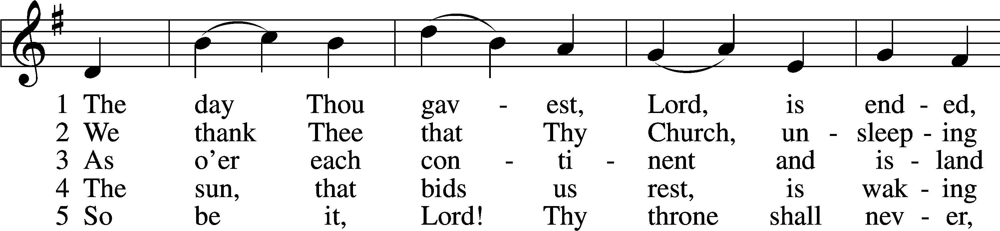 1 The day Thou gav - est, Lord, is end - ed,
2 We thank Thee that Thy Church, un - sleep - ing
3 As o’er each con - ti - nent and is - land
4 The sun, that bids us rest, is wak - ing
5 So be it, Lord! Thy throne shall nev - er,